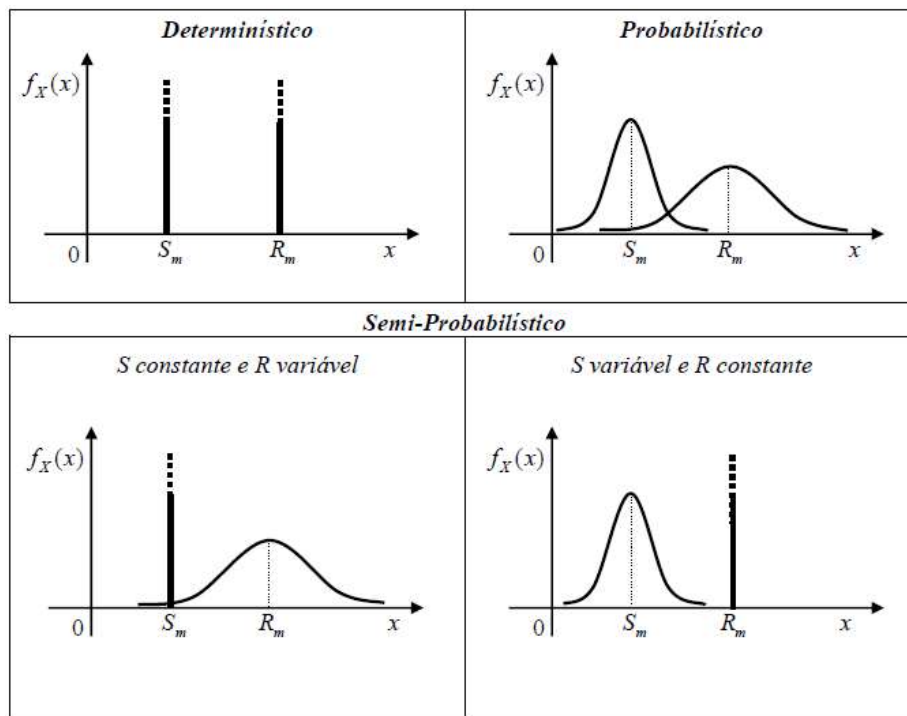 Determinístico
f_X(x)
0
S_m
R_m
x
Probabilístico
f_X(x)
0
S_m
R_m
x
Semi-Probabilístico
S constante e R variável
f_X(x)
0
S_m
R_m
x
S variável e R constante
f_X(x)
0
S_m
R_m
x